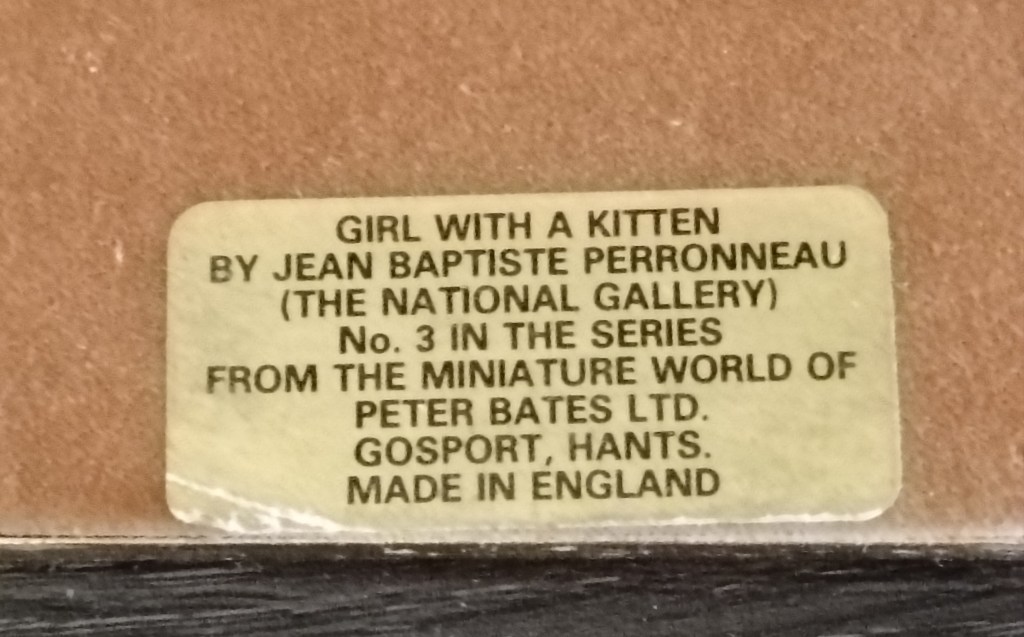 GIRL WITH A KITTEN
BY JEAN BAPTISTE PERRONNEAU
(THE NATIONAL GALLERY)
No. 3 IN THE SERIES
FROM THE MINIATURE WORLD OF
PETER BATES LTD.
GOSPORT, HANTS.
MADE IN ENGLAND